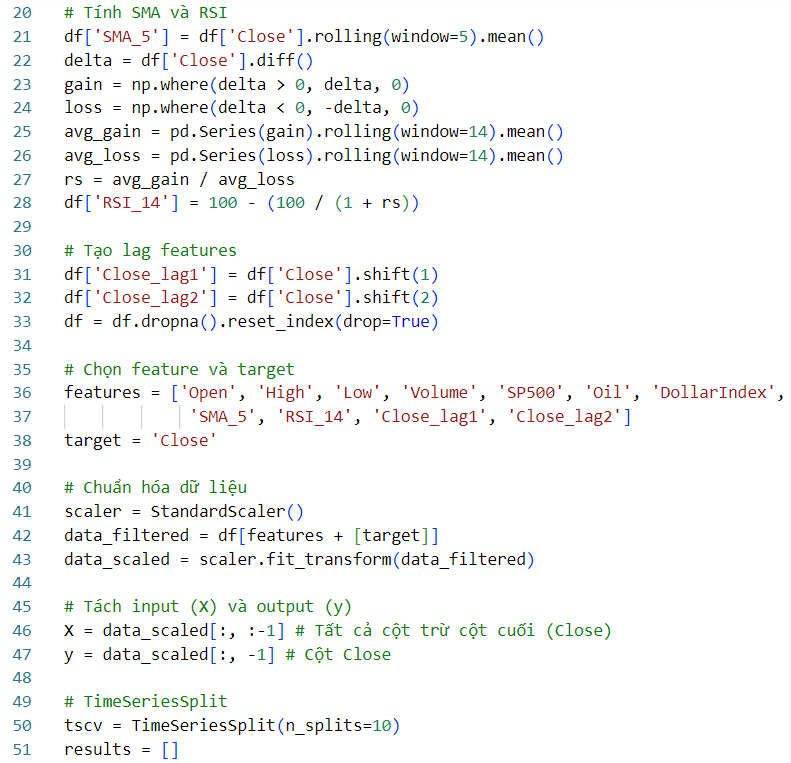 20 # Tính SMA và RSI
21 df['SMA_5'] = df['Close'].rolling(window=5).mean()
22 delta = df['Close'].diff()
23 gain = np.where(delta > 0, delta, 0)
24 loss = np.where(delta < 0, -delta, 0)
25 avg_gain = pd.Series(gain).rolling(window=14).mean()
26 avg_loss = pd.Series(loss).rolling(window=14).mean()
27 rs = avg_gain / avg_loss
28 df['RSI_14'] = 100 - (100 / (1 + rs))
29
30 # Tạo lag features
31 df['Close_lag1'] = df['Close'].shift(1)
32 df['Close_lag2'] = df['Close'].shift(2)
33 df = df.dropna().reset_index(drop=True)
34
35 # Chọn feature và target
36 features = ['Open', 'High', 'Low', 'Volume', 'SP500', 'Oil', 'DollarIndex',
37 'SMA_5', 'RSI_14', 'Close_lag1', 'Close_lag2']
38 target = 'Close'
39
40 # Chuẩn hóa dữ liệu
41 scaler = StandardScaler()
42 data_filtered = df[features + [target]]
43 data_scaled = scaler.fit_transform(data_filtered)
44
45 # Tách input (X) và output (y)
46 X = data_scaled[:, :-1] # Tất cả cột trừ cột cuối (Close)
47 y = data_scaled[:, -1] # Cột Close
48
49 # TimeSeriesSplit
50 tscv = TimeSeriesSplit(n_splits=10)
51 results = []